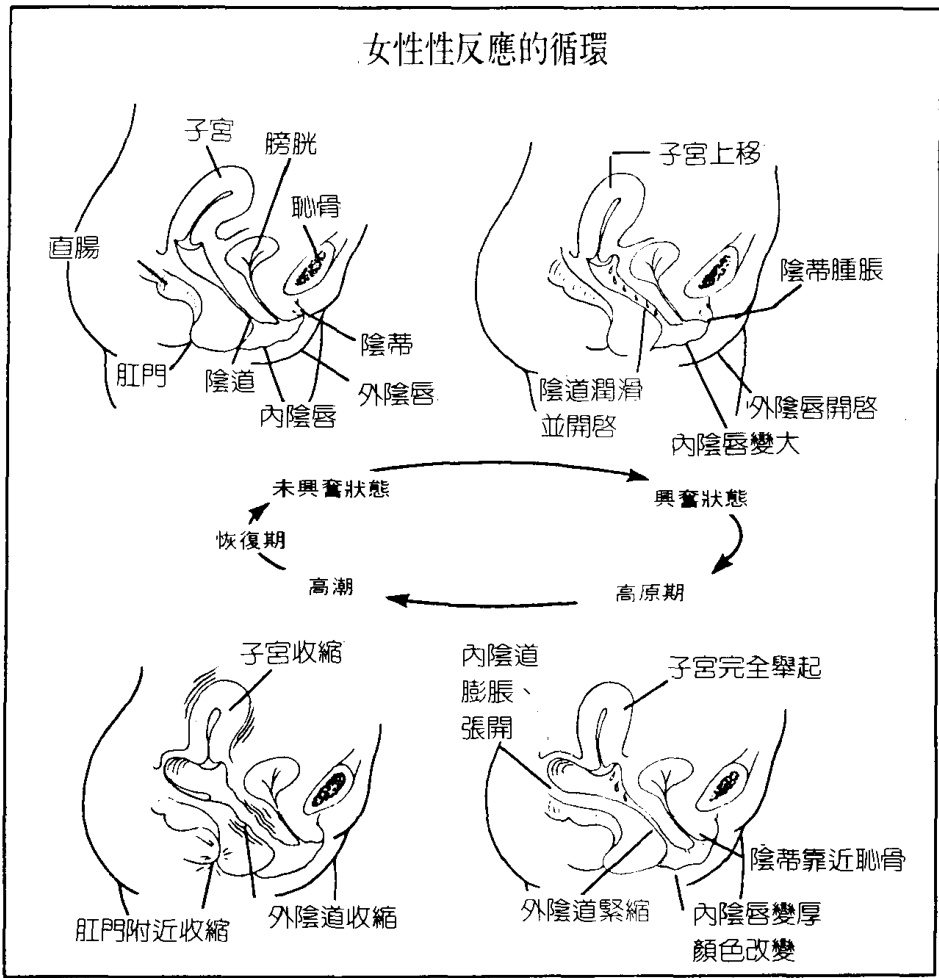 女性性反應的循環
子宮
膀胱
恥骨
直腸
肛門
陰道
內陰唇
陰蒂
外陰唇
子宮上移
陰蒂腫脹
陰道潤滑
並開啓
外陰唇開啓
內陰唇變大
未興奮狀態
興奮狀態
恢復期
高潮
高原期
子宮收縮
肛門附近收縮
外陰道收縮
內陰道
膨脹、
張開
子宮完全舉起
陰蒂靠近恥骨
外陰道緊縮
內陰唇變厚
顏色改變